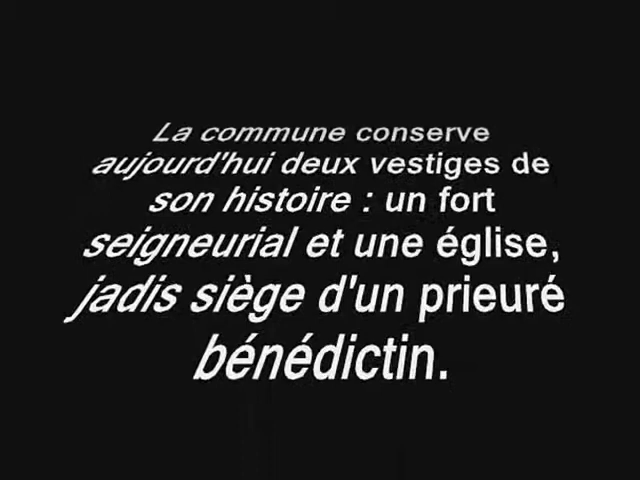 La commune conserve
aujourd'hui deux vestiges de
son histoire : un fort
seigneurial et une église,
jadis siège d'un prieuré
bénédictin.